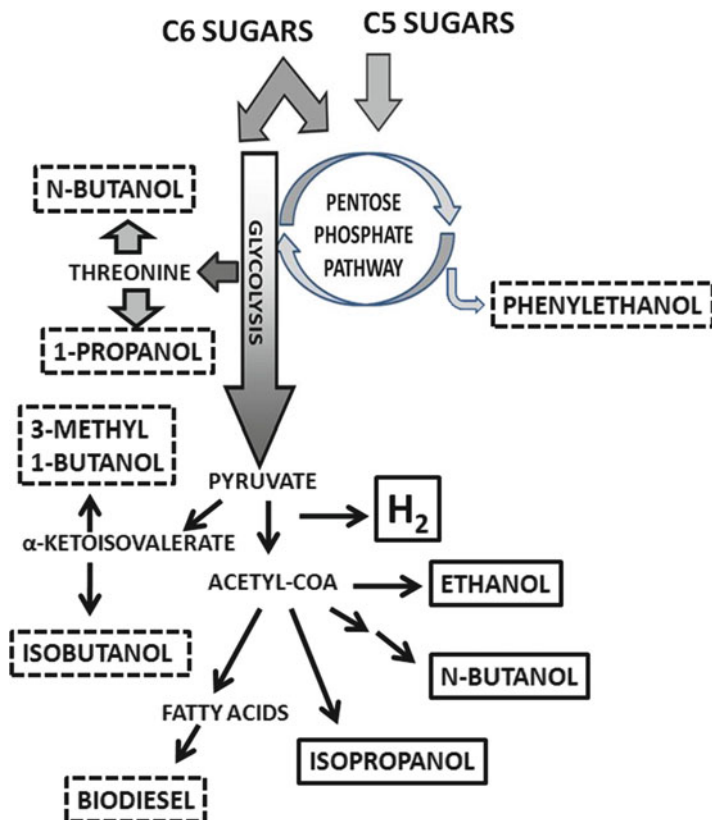 C6 SUGARS
C5 SUGARS
N-BUTANOL
PENTOSE
PHOSPHATE
PATHWAY
GLYCOLYSIS
THREONINE
PHENYLETHANOL
1-PROPANOL
3-METHYL
1-BUTANOL
PYRUVATE
H₂
α-KETOISOVALERATE
ACETYL-COA
ETHANOL
ISOBUTANOL
N-BUTANOL
FATTY ACIDS
ISOPROPANOL
BIODIESEL